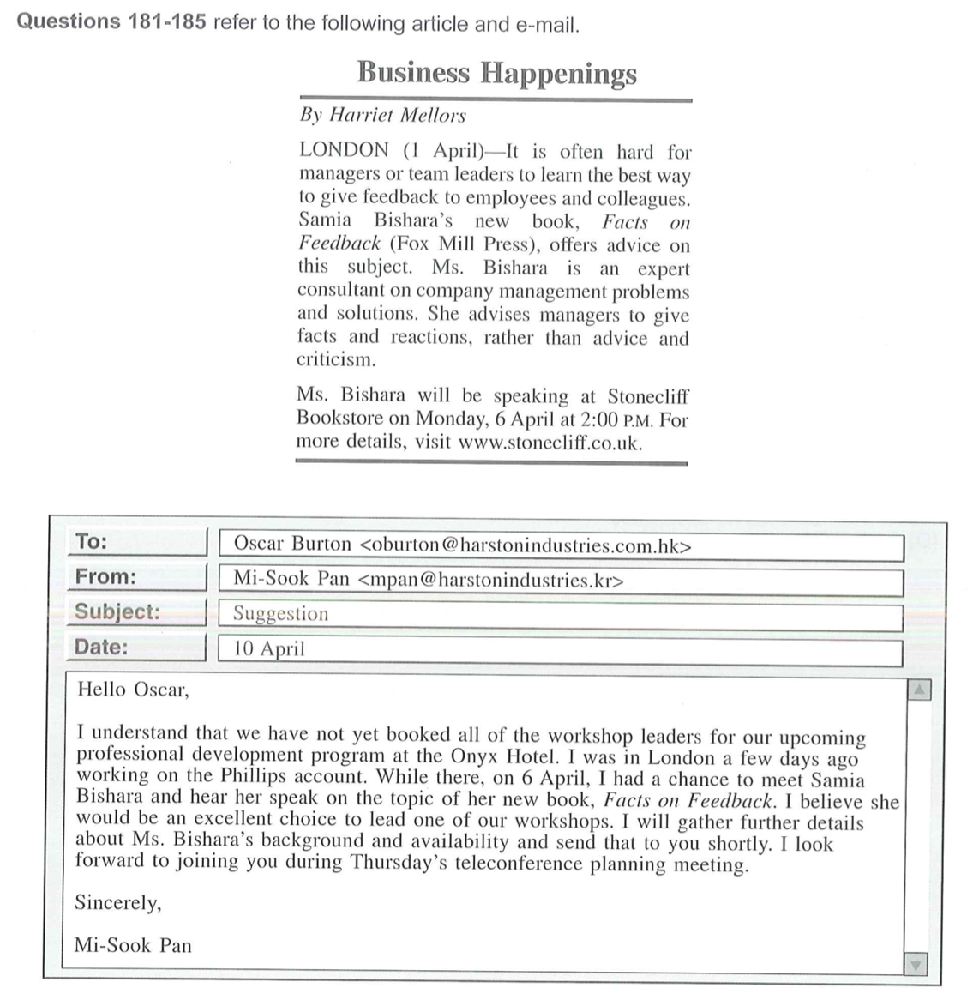 Questions 181-185 refer to the following article and e-mail.
Business Happenings
By Harriet Mellors
LONDON (1 April)—It is often hard for
managers or team leaders to learn the best way
to give feedback to employees and colleagues.
Samia Bishara's new book, Facts on
Feedback (Fox Mill Press), offers advice on
this subject. Ms. Bishara is an expert
consultant on company management problems
and solutions. She advises managers to give
facts and reactions, rather than advice and
criticism.
Ms. Bishara will be speaking at Stonecliff
Bookstore on Monday, 6 April at 2:00 P.M. For
more details, visit www.stonecliff.co.uk.
To: Oscar Burton <oburton@harstonindustries.com.hk>
From: Mi-Sook Pan <mpan@harstonindustries.kr>
Subject: Suggestion
Date: 10 April
Hello Oscar,
I understand that we have not yet booked all of the workshop leaders for our upcoming
professional development program at the Onyx Hotel. I was in London a few days ago
working on the Phillips account. While there, on 6 April, I had a chance to meet Samia
Bishara and hear her speak on the topic of her new book, Facts on Feedback. I believe she
would be an excellent choice to lead one of our workshops. I will gather further details
about Ms. Bishara's background and availability and send that to you shortly. I look
forward to joining you during Thursday's teleconference planning meeting.
Sincerely,
Mi-Sook Pan